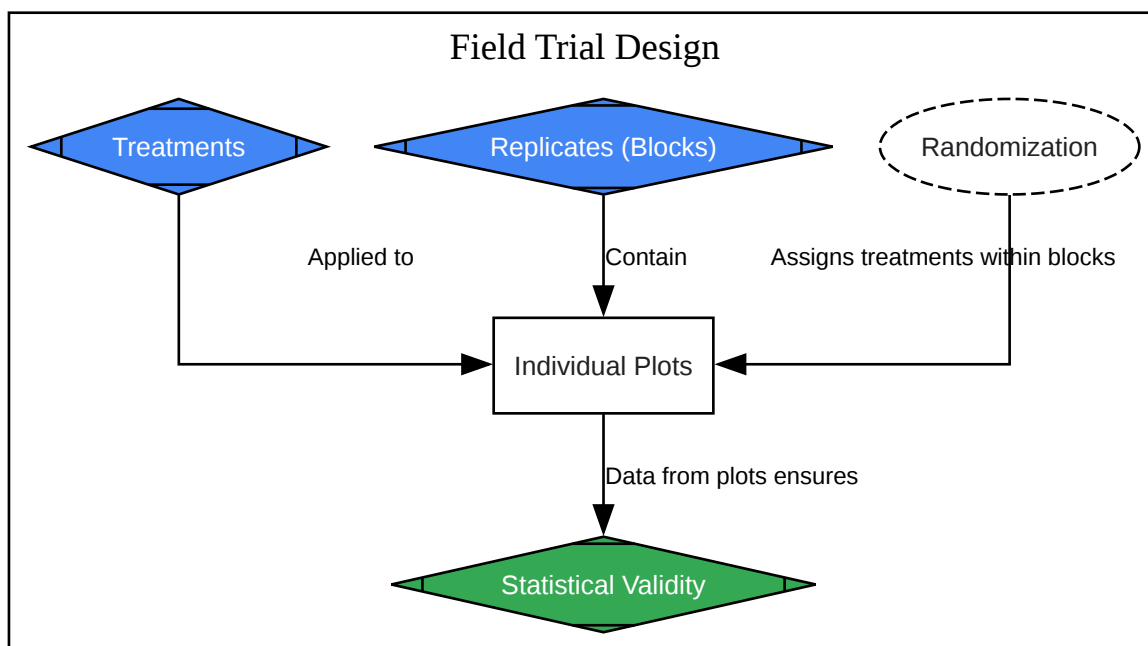 Field Trial Design
Treatments
Replicates (Blocks)
Randomization
Applied to
Contain
Assigns treatments within blocks
Individual Plots
Data from plots ensures
Statistical Validity